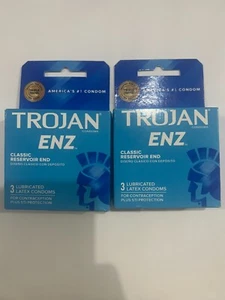 AMERICA'S #1 CONDOM
TROJAN
ENZ
CLASSIC
RESERVOIR END
3 LUBRICATED
LATEX CONDOMS
FOR CONTRACEPTION
PLUS STI PROTECTION
AMERICA'S #1 CONDOM
TROJAN
ENZ
CLASSIC
RESERVOIR END
3 LUBRICATED
LATEX CONDOMS
FOR CONTRACEPTION
PLUS STI PROTECTION